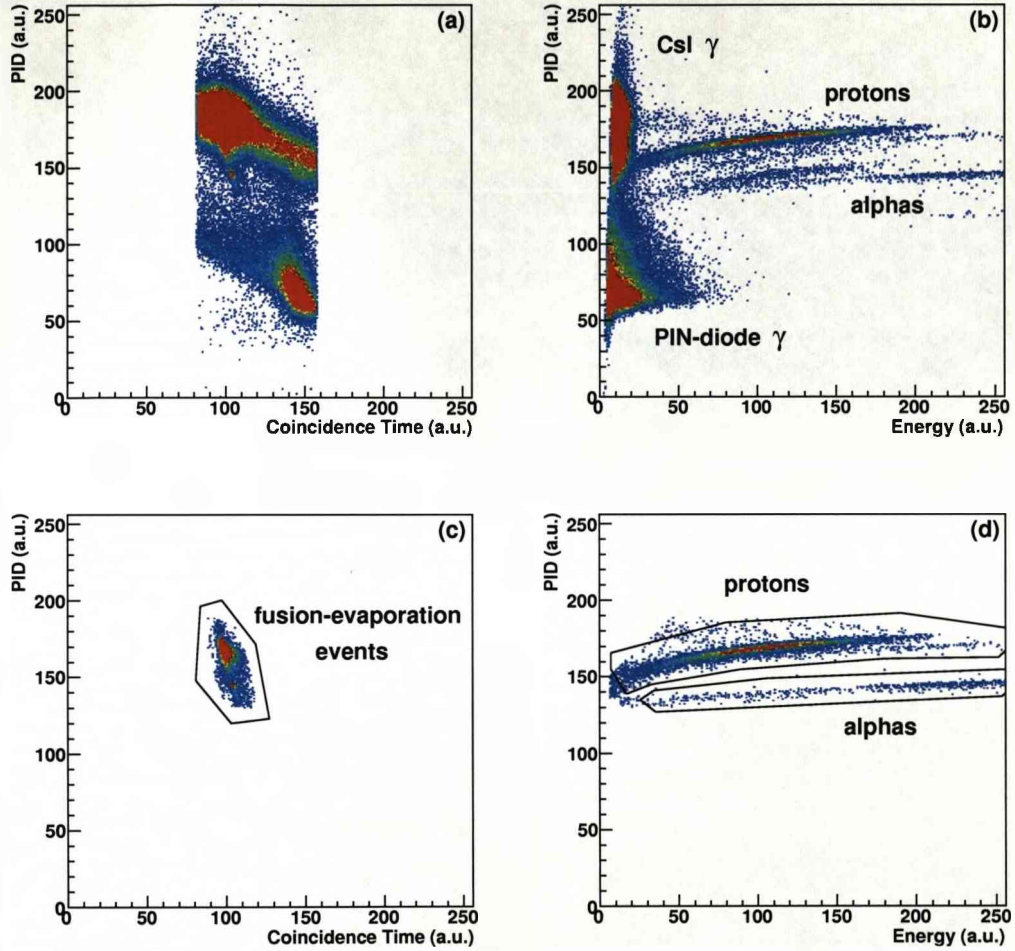 (a)
PID (a.u.)
250
200
150
100
50
0
0 50 100 150 200 250
Coincidence Time (a.u.)
(b)
PID (a.u.)
250
200
150
100
50
0
CsI γ
protons
alphas
PIN-diode γ
0 50 100 150 200 250
Energy (a.u.)
(c)
PID (a.u.)
250
200
150
100
50
0
fusion-evaporation
events
0 50 100 150 200 250
Coincidence Time (a.u.)
(d)
PID (a.u.)
250
200
150
100
50
0
protons
alphas
0 50 100 150 200 250
Energy (a.u.)